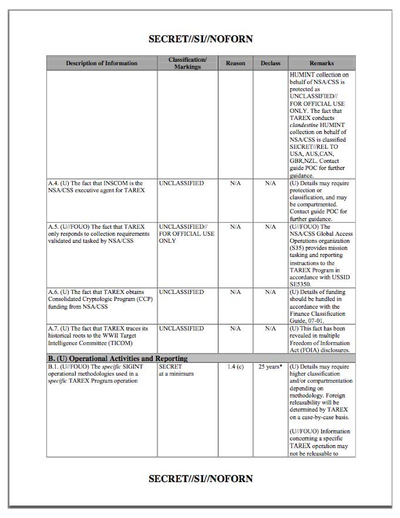 SECRET//SI//NOFORN
Description of Information
Classification/
Markings
Reason
Declass
Remarks
HUMINT collection on
behalf of NSA/CSS is
protected as
UNCLASSIFIED//
FOR OFFICIAL USE
ONLY. The fact that
TAREX conducts
clandestine HUMINT
collection on behalf of
NSA/CSS is classified
SECRET//REL TO
USA, AUS,CAN,
GBR,NZL. Contact
guide POC for further
guidance.
A.4. (U) The fact that INSCOM is the
NSA/CSS executive agent for TAREX
UNCLASSIFIED
N/A
N/A
(U) Details may require
protection or
classification, and may
be compartmented.
Contact guide POC for
further guidance.
A.5. (U//FOUO) The fact that TAREX
only responds to collection requirements
validated and tasked by NSA/CSS
UNCLASSIFIED//
FOR OFFICIAL USE
ONLY
N/A
N/A
(U//FOUO) The
NSA/CSS Global Access
Operations organization
(S35) provides mission
tasking and reporting
instructions to the
TAREX Program in
accordance with USSID
SE5350.
A.6. (U) The fact that TAREX obtains
Consolidated Cryptologic Program (CCP)
funding from NSA/CSS
UNCLASSIFIED
N/A
N/A
(U) Details of funding
should be handled in
accordance with the
Finance Classification
Guide, 07-01.
A.7. (U) The fact that TAREX traces its
historical roots to the WWII Target
Intelligence Committee (TICOM)
UNCLASSIFIED
N/A
N/A
(U) This fact has been
revealed in multiple
Freedom of Information
Act (FOIA) disclosures.
B. (U) Operational Activities and Reporting
B.1. (U//FOUO) The specific SIGINT
operational methodologies used in a
specific TAREX Program operation
SECRET
at a minimum
1.4 (c)
25 years*
(U) Details may require
higher classification
and/or compartmentation
depending on
methodology. Foreign
releasability will be
determined by TAREX
on a case-by-case basis.
(U//FOUO) Information
concerning a specific
TAREX operation may
not be releasable to
SECRET//SI//NOFORN